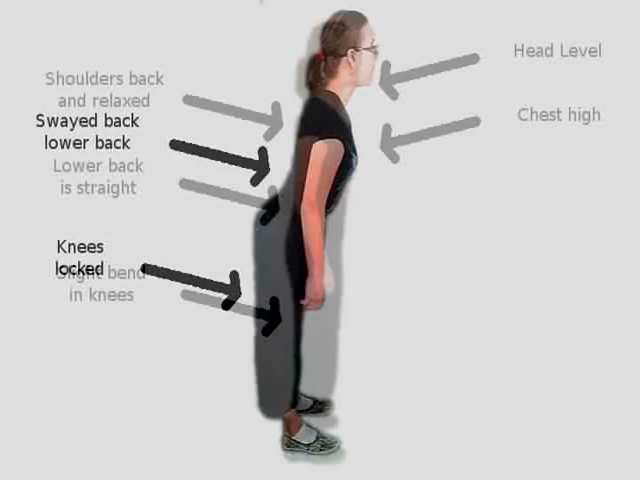 Head Level
Shoulders back
and relaxed
Chest high
Swayed back
lower back
Lower back
is straight
Knees
locked
Slight bend
in knees